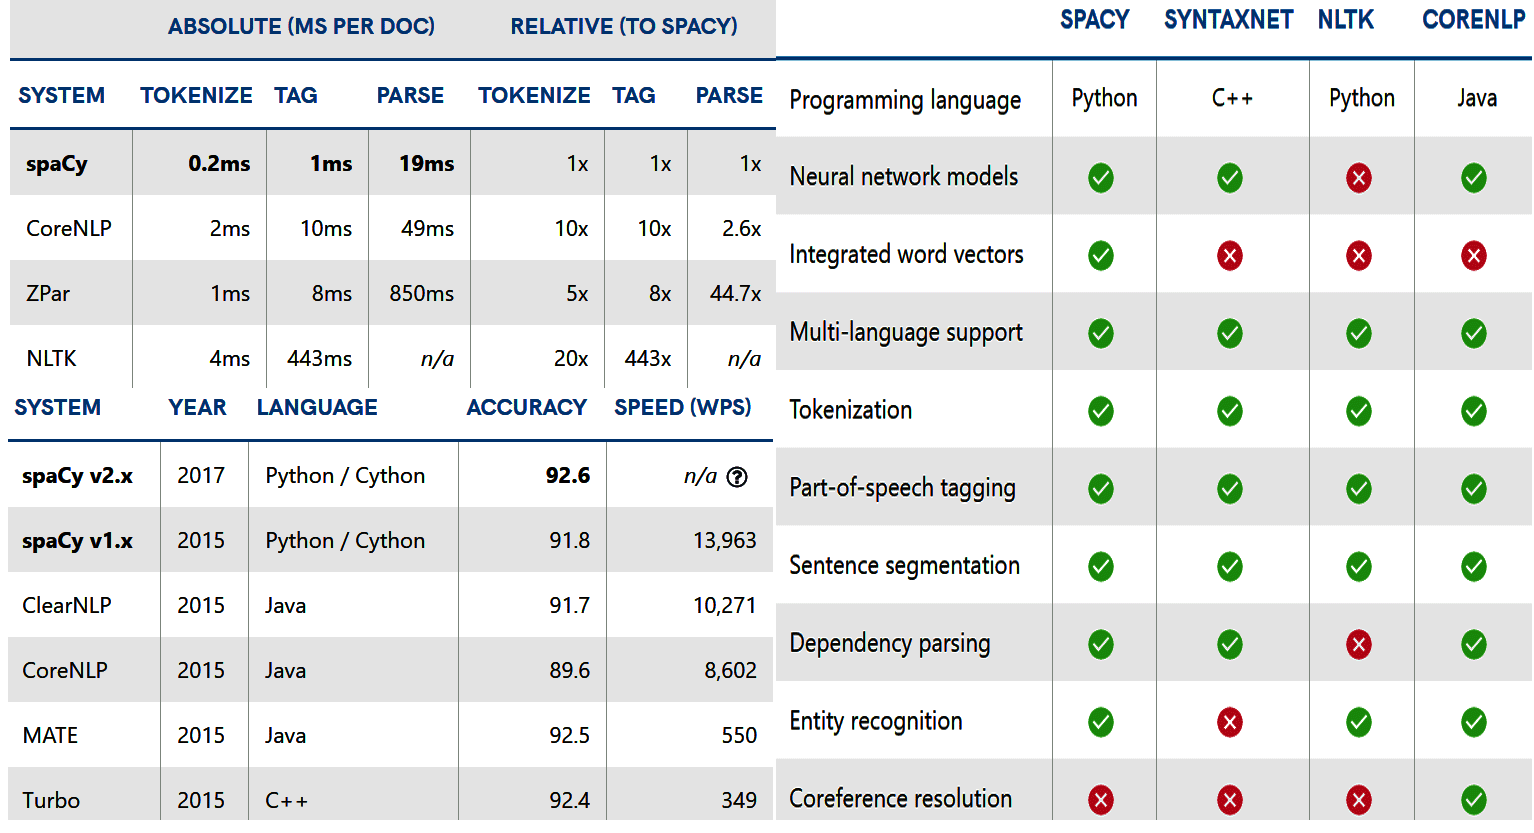 ABSOLUTE (MS PER DOC) RELATIVE (TO SPACY)
SYSTEM TOKENIZE TAG PARSE TOKENIZE TAG PARSE
spaCy 0.2ms 1ms 19ms 1x 1x 1x
CoreNLP 2ms 10ms 49ms 10x 10x 2.6x
ZPar 1ms 8ms 850ms 5x 8x 44.7x
NLTK 4ms 443ms n/a 20x 443x n/a
SYSTEM YEAR LANGUAGE ACCURACY SPEED (WPS)
spaCy v2.x 2017 Python / Cython 92.6 n/a ?
spaCy v1.x 2015 Python / Cython 91.8 13,963
ClearNLP 2015 Java 91.7 10,271
CoreNLP 2015 Java 89.6 8,602
MATE 2015 Java 92.5 550
Turbo 2015 C++ 92.4 349
SPACY SYNTAXNET NLTK CORENLP
Programming language Python C++ Python Java
Neural network models
Integrated word vectors
Multi-language support
Tokenization
Part-of-speech tagging
Sentence segmentation
Dependency parsing
Entity recognition
Coreference resolution